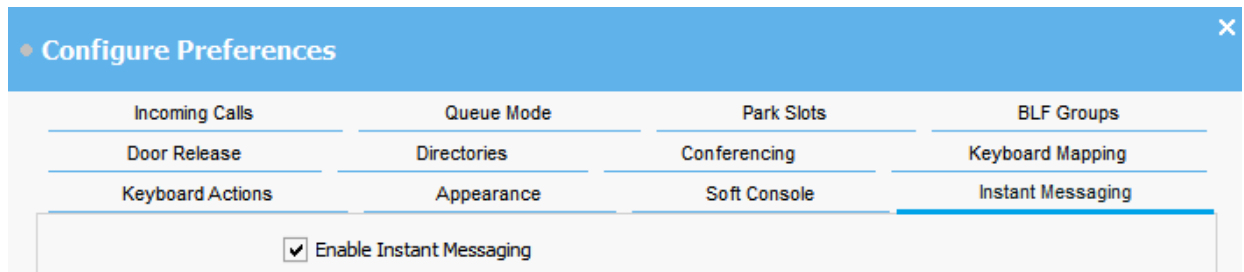 Configure Preferences
Incoming Calls Queue Mode Park Slots BLF Groups
Door Release Directories Conferencing Keyboard Mapping
Keyboard Actions Appearance Soft Console Instant Messaging
Enable Instant Messaging